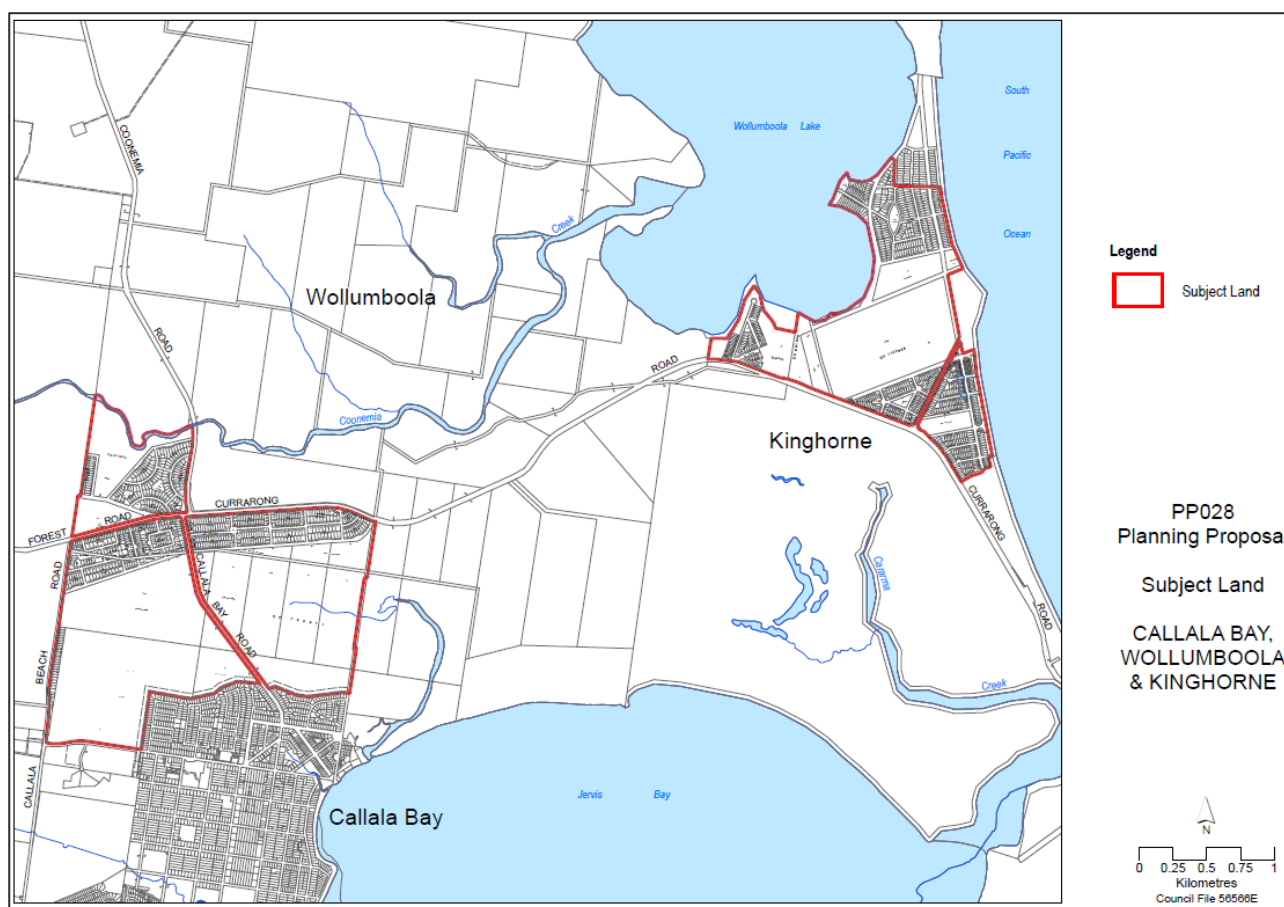 South
Pacific
Ocean
Wollumboola Lake
COONEMIA
ROAD
Creek
Wollumboola
Coonemia
ROAD
Kinghorne
CURRARONG
ROAD
Cararma
Creek
CURRARONG
FOREST ROAD
CALLALA BAY ROAD
CALLALA BEACH ROAD
Callala Bay
Jervis Bay
Legend
Subject Land
PP028
Planning Proposa
Subject Land
CALLALA BAY,
WOLLUMBOOLA
& KINGHORNE
N
0 0.25 0.5 0.75 1
Kilometres
Council File 56566E